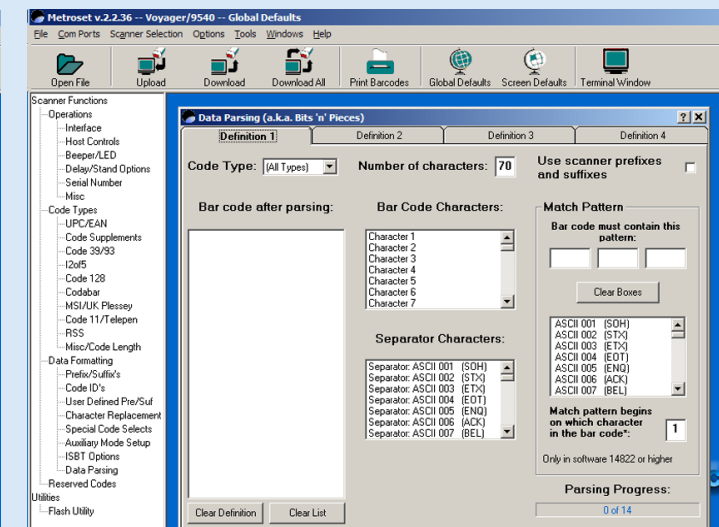 Metroset v.2.2.36 -- Voyager/9540 -- Global Defaults
File Com Ports Scanner Selection Options Tools Windows Help
Open File Upload Download Download All Print Barcodes Global Defaults Screen Defaults Terminal Window
Scanner Functions
Operations
Interface
Host Controls
Beeper/LED
Delay/Stand Options
Serial Number
Misc
Code Types
UPC/EAN
Code Supplements
Code 39/93
I2of5
Code 128
Codabar
MSI/UK Plessey
Code 11/Telepen
RSS
Misc/Code Length
Data Formatting
Prefix/Suffix's
Code ID's
User Defined Pre/Suf
Character Replacement
Special Code Selects
Auxiliary Mode Setup
ISBT Options
Data Parsing
Reserved Codes
Utilities
Flash Utility
Data Parsing (a.k.a. Bits 'n' Pieces)
Definition 1 Definition 2 Definition 3 Definition 4
Code Type: (All Types) Number of characters: 70 Use scanner prefixes
and suffixes
Bar code after parsing:
Clear Definition Clear List
Bar Code Characters:
Character 1
Character 2
Character 3
Character 4
Character 5
Character 6
Character 7
Separator Characters:
Separator: ASCII 001 (SOH)
Separator: ASCII 002 (STX)
Separator: ASCII 003 (ETX)
Separator: ASCII 004 (EOT)
Separator: ASCII 005 (ENQ)
Separator: ASCII 006 (ACK)
Separator: ASCII 007 (BEL)
Match Pattern
Bar code must contain this
pattern:
Clear Boxes
ASCII 001 (SOH)
ASCII 002 (STX)
ASCII 003 (ETX)
ASCII 004 (EOT)
ASCII 005 (ENQ)
ASCII 006 (ACK)
ASCII 007 (BEL)
Match pattern begins
on which character
in the bar code*: 1
Only in software 14822 or higher
Parsing Progress:
0 of 14